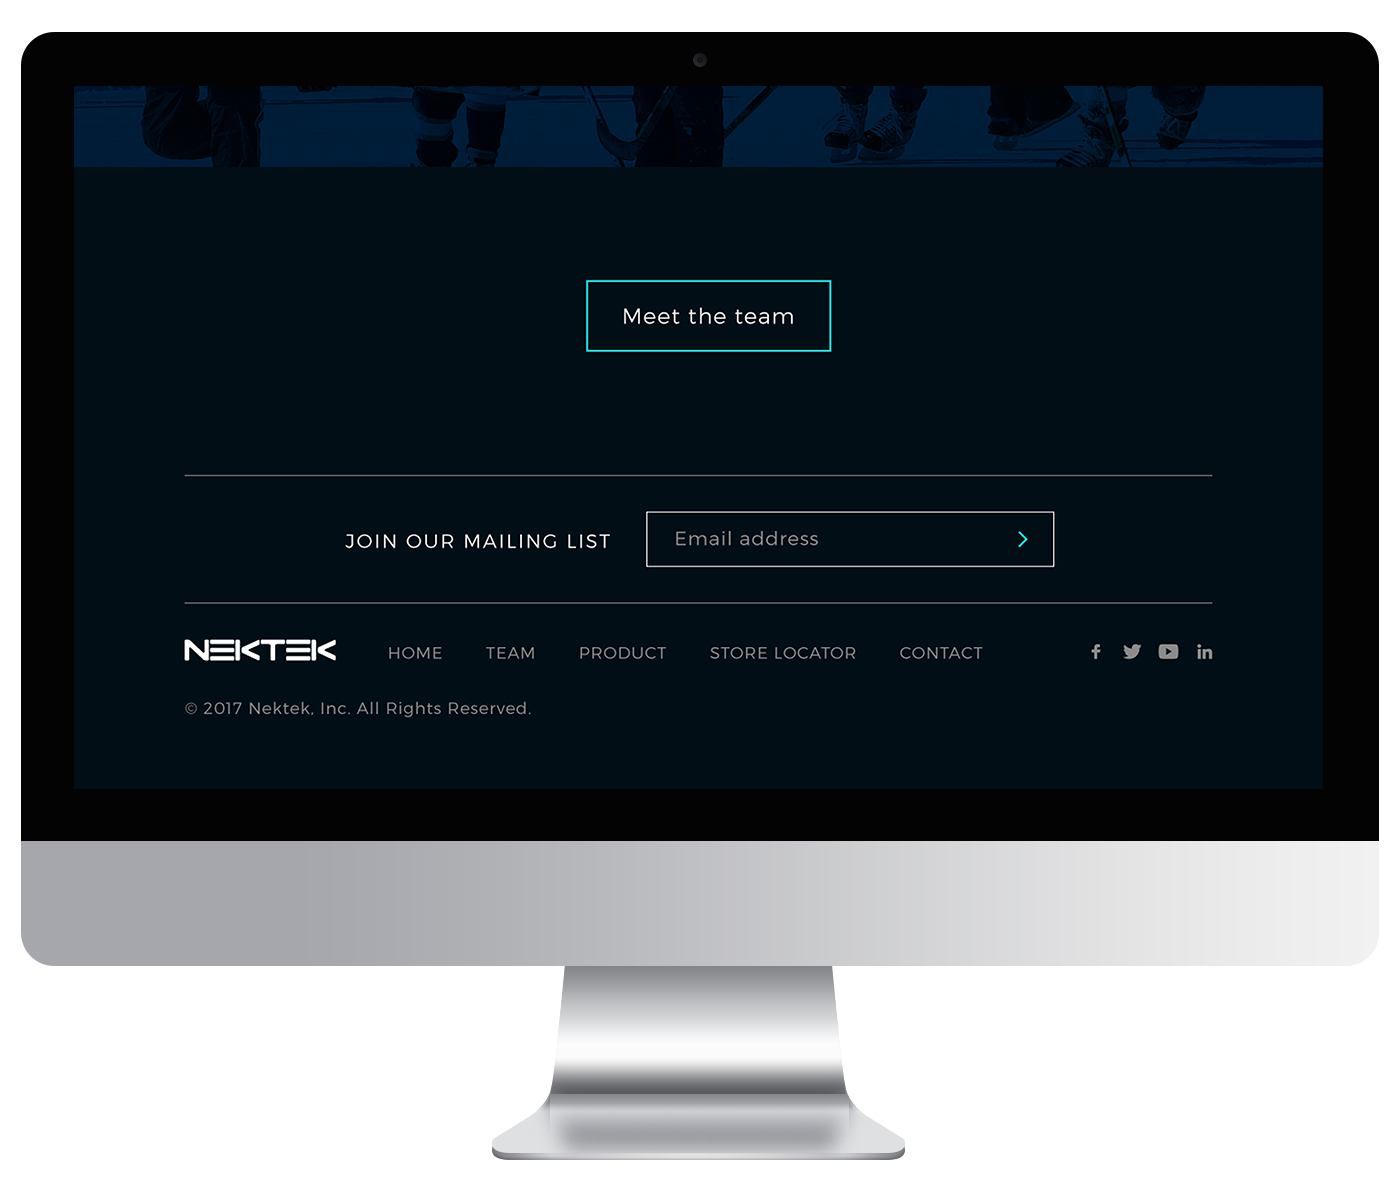 Meet the team
JOIN OUR MAILING LIST Email address
NEKTEK HOME TEAM PRODUCT STORE LOCATOR CONTACT
© 2017 Nektek, Inc. All Rights Reserved.